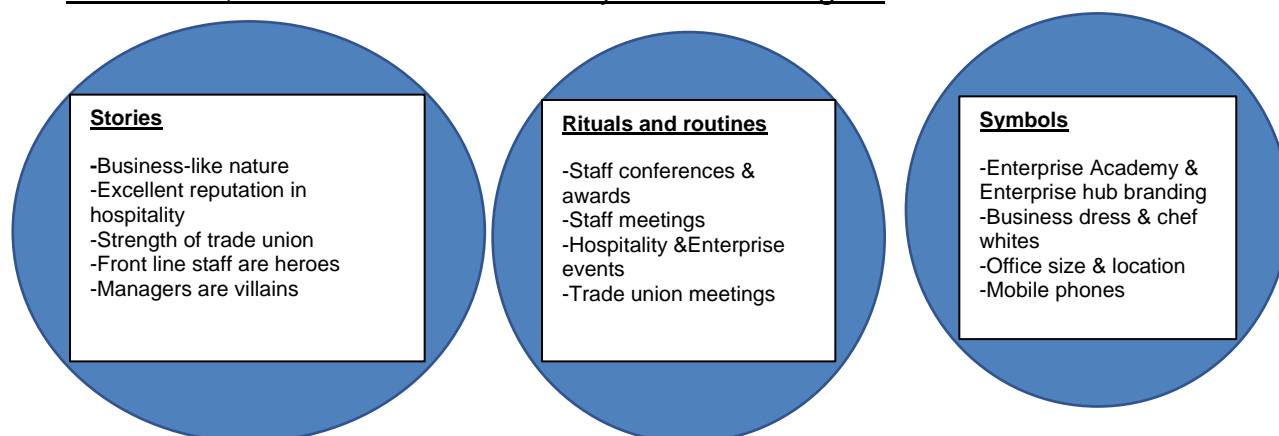 Stories
-Business-like nature
-Excellent reputation in
hospitality
-Strength of trade union
-Front line staff are heroes
-Managers are villains
Rituals and routines
-Staff conferences &
awards
-Staff meetings
-Hospitality &Enterprise
events
-Trade union meetings
Symbols
-Enterprise Academy &
Enterprise hub branding
-Business dress & chef
whites
-Office size & location
-Mobile phones